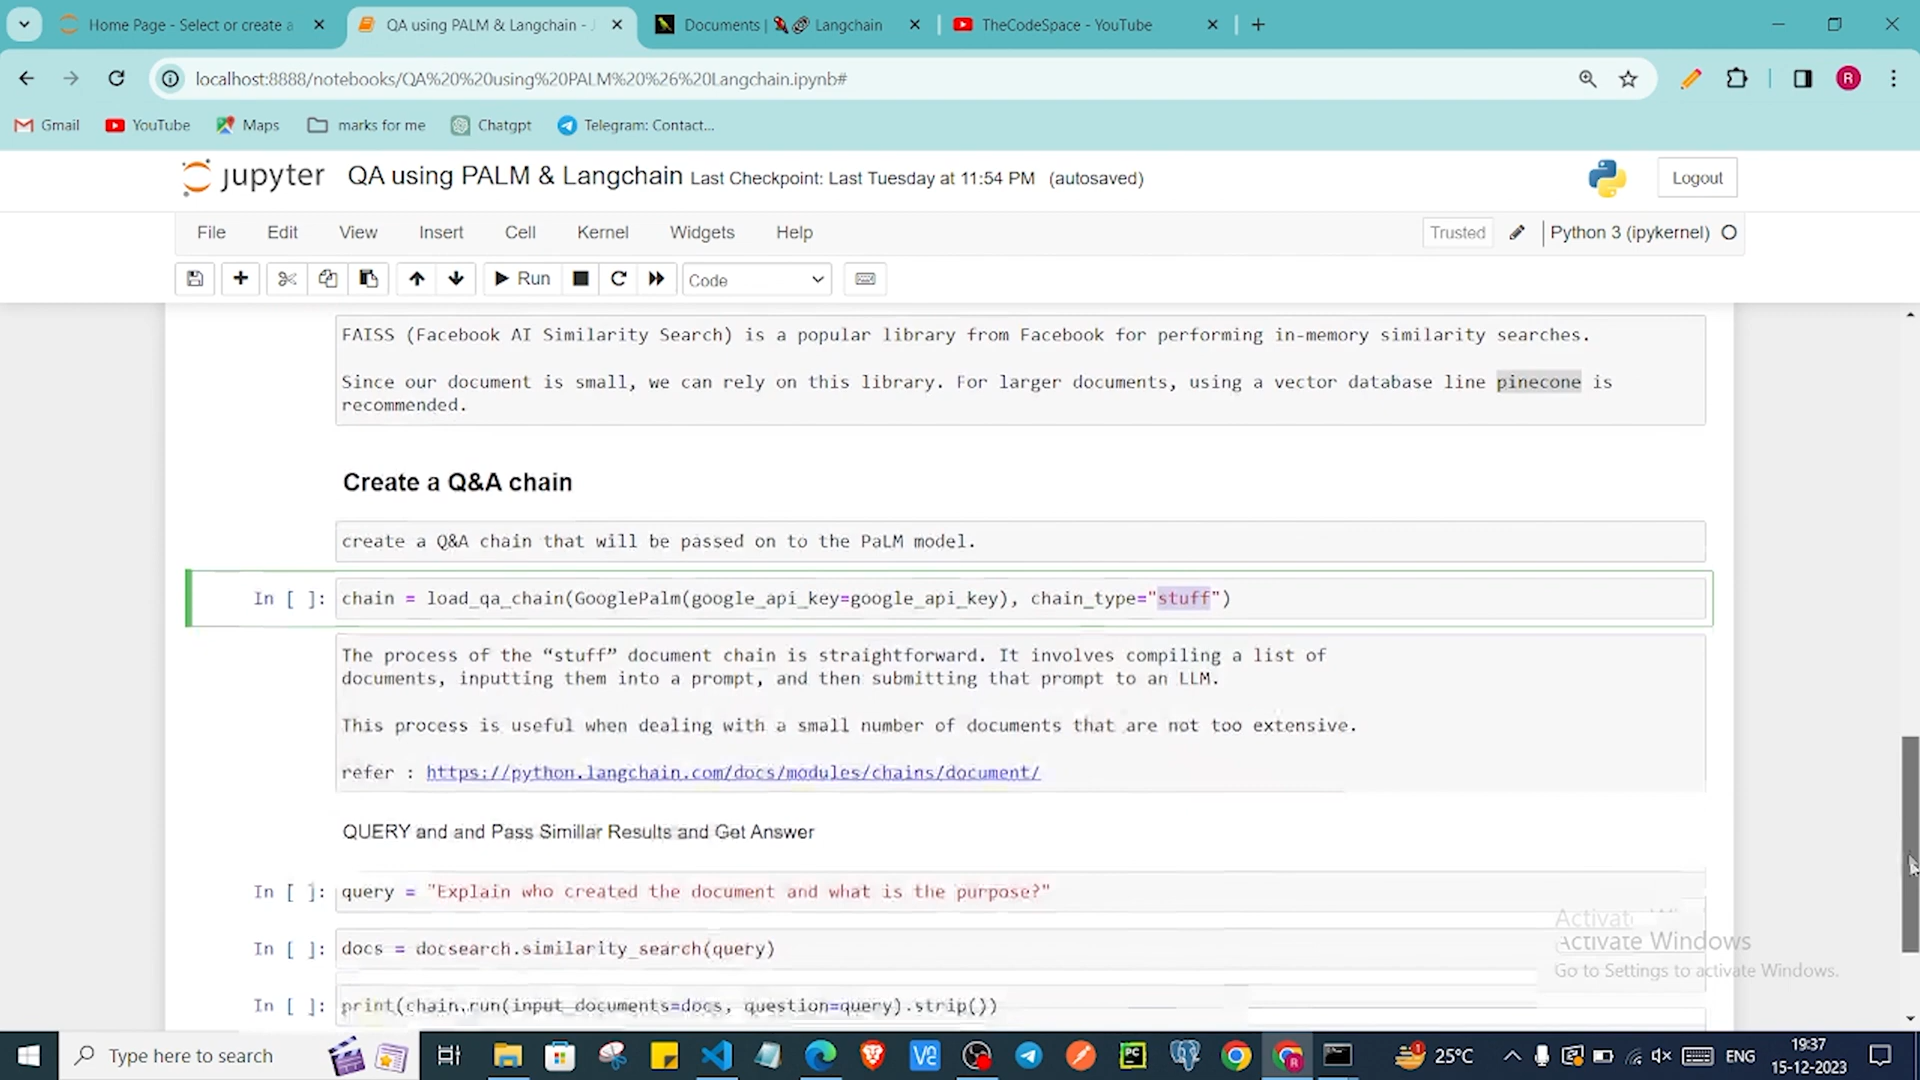 Home Page - Select or create a
QA using PALM & Langchain - J
Documents | Langchain
TheCodeSpace - YouTube
localhost:8888/notebooks/QA%20%20using%20PALM%20%26%20Langchain.ipynb#
R
Gmail
YouTube
Maps
marks for me
Chatgpt
Telegram: Contact...
jupyter
QA using PALM & Langchain Last Checkpoint: Last Tuesday at 11:54 PM (autosaved)
Logout
File Edit View Insert Cell Kernel Widgets Help
Trusted
Python 3 (ipykernel)
Run
Code
FAISS (Facebook AI Similarity Search) is a popular library from Facebook for performing in-memory similarity searches.
Since our document is small, we can rely on this library. For larger documents, using a vector database line pinecone is
recommended.
Create a Q&A chain
create a Q&A chain that will be passed on to the PaLM model.
In [ ]: chain = load_qa_chain(GooglePalm(google_api_key=google_api_key), chain_type="stuff")
The process of the “stuff” document chain is straightforward. It involves compiling a list of
documents, inputting them into a prompt, and then submitting that prompt to an LLM.
This process is useful when dealing with a small number of documents that are not too extensive.
refer : https://python.langchain.com/docs/modules/chains/document/
QUERY and and Pass Simillar Results and Get Answer
In [ ]: query = "Explain who created the document and what is the purpose?"
In [ ]: docs = docsearch.similarity_search(query)
In [ ]: print(chain.run(input_documents=docs, question=query).strip())
Activate Windows
Go to Settings to activate Windows.
Type here to search
25°C
ENG
19:37
15-12-2023